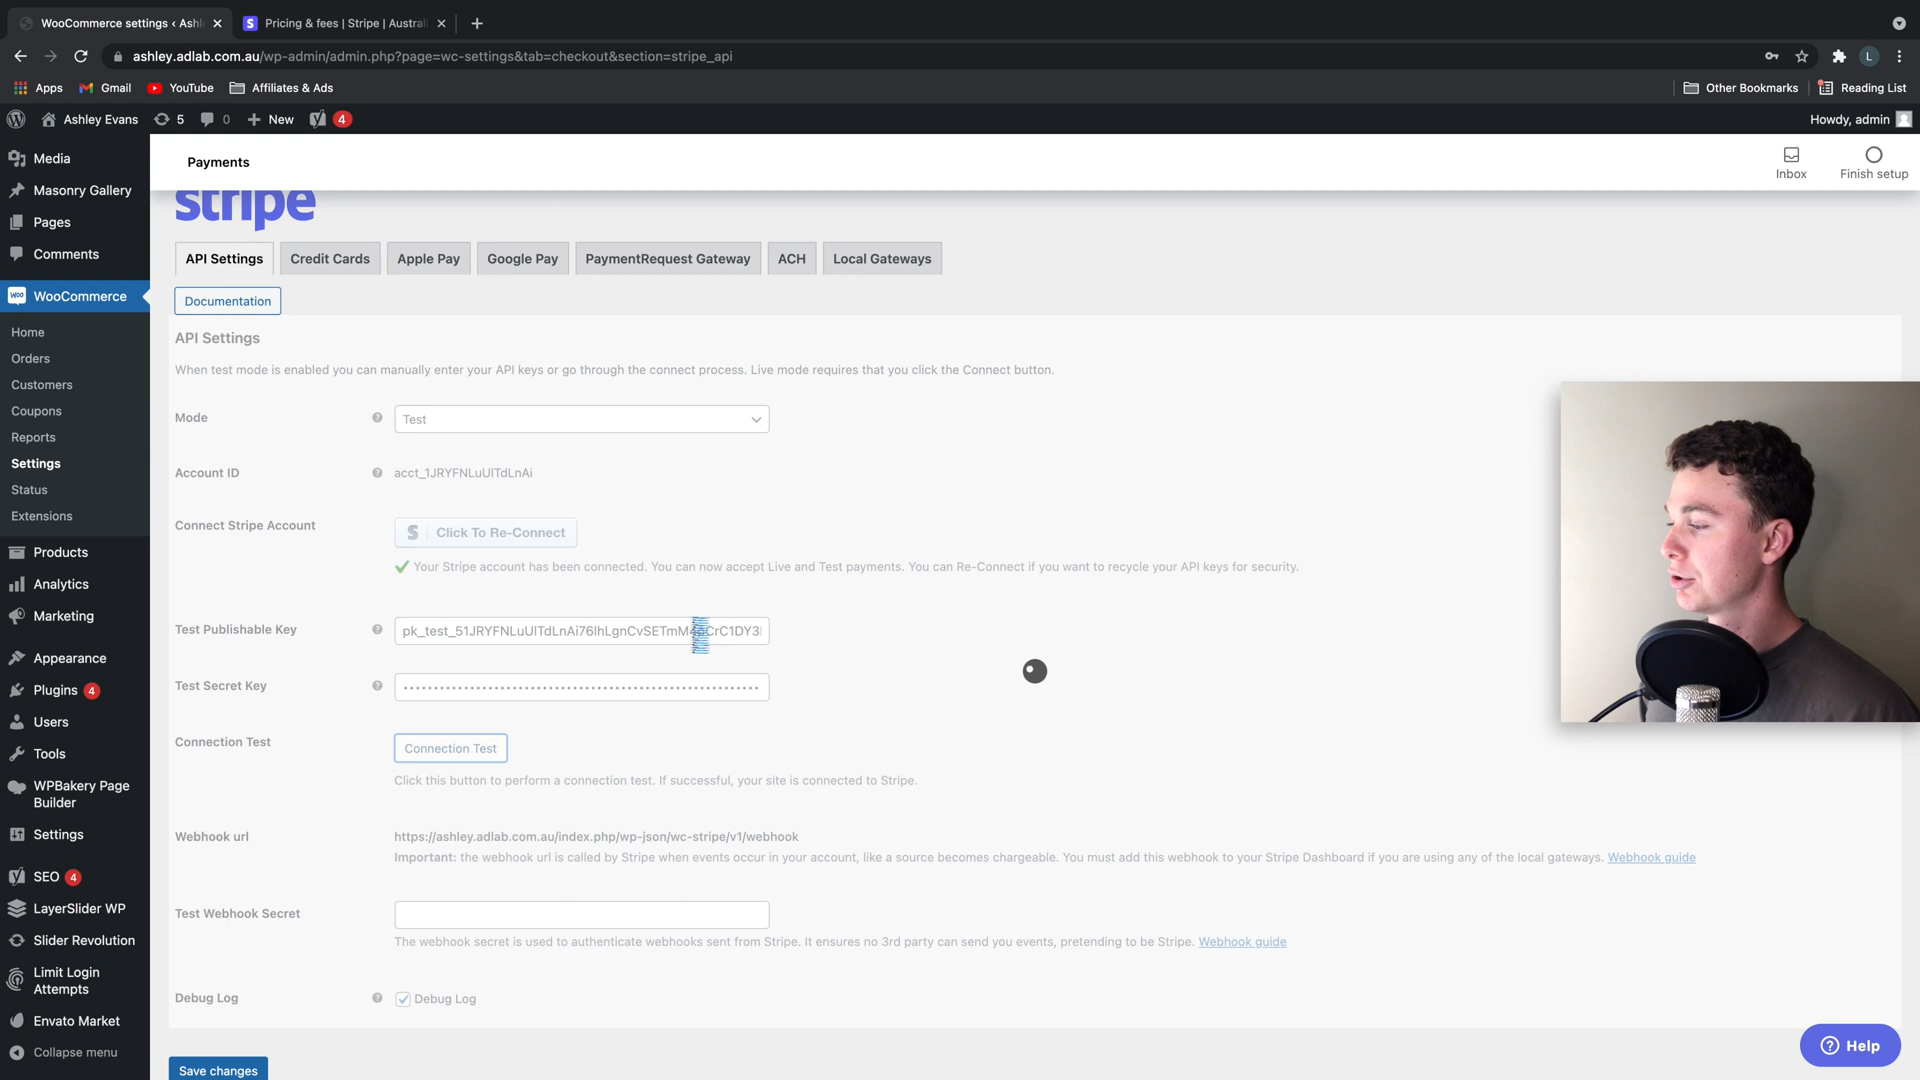 WooCommerce settings ‹ Ashl
Pricing & fees | Stripe | Austral
ashley.adlab.com.au/wp-admin/admin.php?page=wc-settings&tab=checkout&section=stripe_api
L
Apps
Gmail
YouTube
Affiliates & Ads
Other Bookmarks
Reading List
Ashley Evans
5
0
New
4
Howdy, admin
Payments
Inbox
Finish setup
stripe
Media
Masonry Gallery
Pages
Comments
WooCommerce
Home
Orders
Customers
Coupons
Reports
Settings
Status
Extensions
Products
Analytics
Marketing
Appearance
Plugins 4
Users
Tools
WPBakery Page
Builder
Settings
SEO 4
LayerSlider WP
Slider Revolution
Limit Login
Attempts
Envato Market
Collapse menu
API Settings
Credit Cards
Apple Pay
Google Pay
PaymentRequest Gateway
ACH
Local Gateways
Documentation
API Settings
When test mode is enabled you can manually enter your API keys or go through the connect process. Live mode requires that you click the Connect button.
Mode
Test
Account ID
acct_1JRYFNLuUlTdLnAi
Connect Stripe Account
S Click To Re-Connect
Your Stripe account has been connected. You can now accept Live and Test payments. You can Re-Connect if you want to recycle your API keys for security.
Test Publishable Key
Test Secret Key
Connection Test
Connection Test
Click this button to perform a connection test. If successful, your site is connected to Stripe.
Webhook url
https://ashley.adlab.com.au/index.php/wp-json/wc-stripe/v1/webhook
Important: the webhook url is called by Stripe when events occur in your account, like a source becomes chargeable. You must add this webhook to your Stripe Dashboard if you are using any of the local gateways. Webhook guide
Test Webhook Secret
The webhook secret is used to authenticate webhooks sent from Stripe. It ensures no 3rd party can send you events, pretending to be Stripe. Webhook guide
Debug Log
Debug Log
Save changes
Help